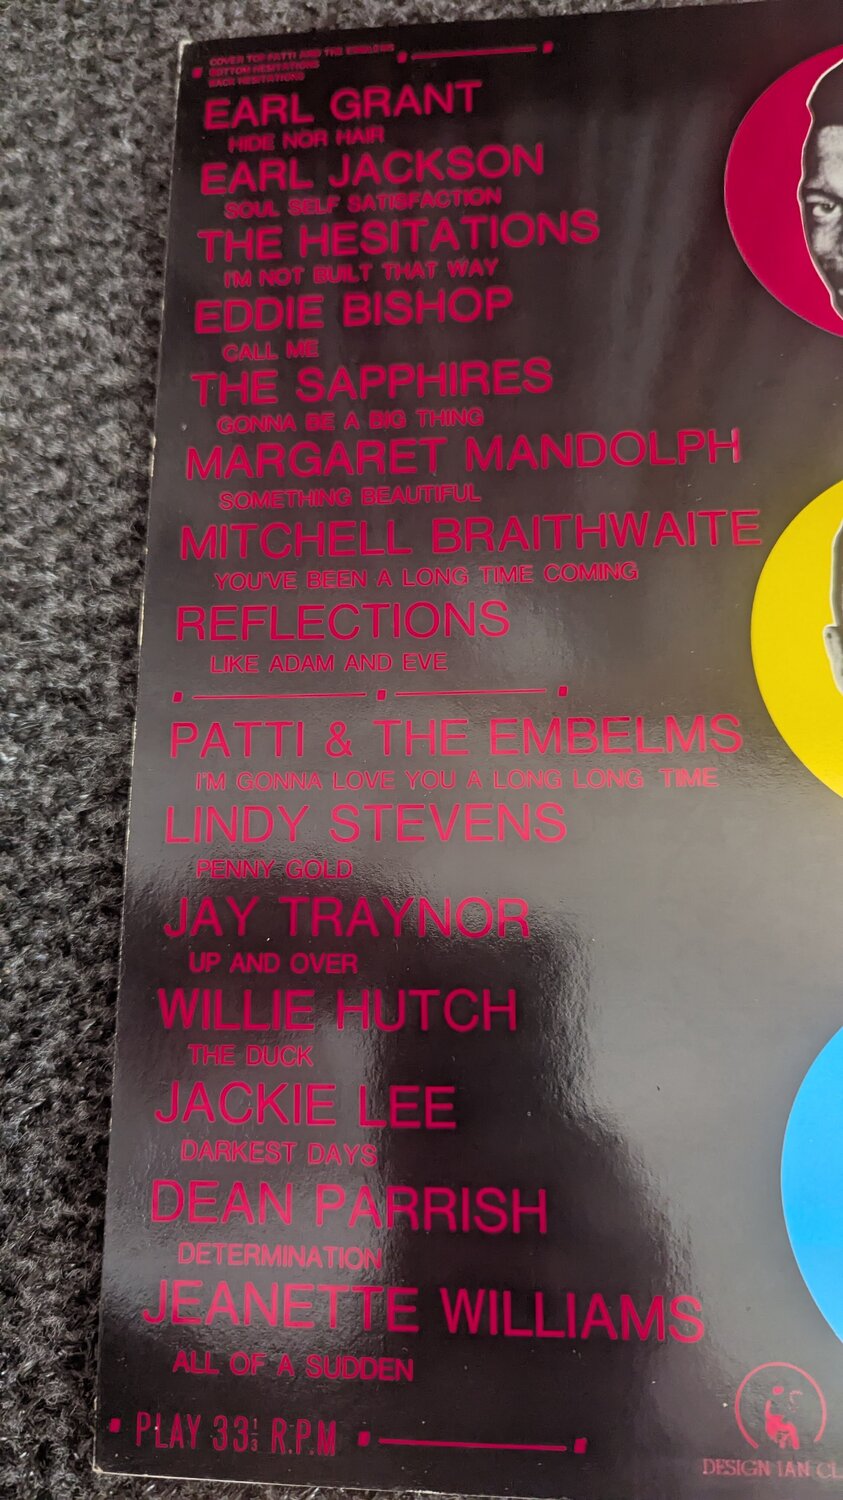 COVER TOP PATTI AND THE EMBLEMS
BOTTOM HESITATIONS
BACK HESITATIONS
EARL GRANT
HIDE NOR HAIR
EARL JACKSON
SOUL SELF SATISFACTION
THE HESITATIONS
I'M NOT BUILT THAT WAY
EDDIE BISHOP
CALL ME
THE SAPPHIRES
GONNA BE A BIG THING
MARGARET MANDOLPH
SOMETHING BEAUTIFUL
MITCHELL BRAITHWAITE
YOU'VE BEEN A LONG TIME COMING
REFLECTIONS
LIKE ADAM AND EVE
PATTI & THE EMBELMS
I'M GONNA LOVE YOU A LONG LONG TIME
LINDY STEVENS
PENNY GOLD
JAY TRAYNOR
UP AND OVER
WILLIE HUTCH
THE DUCK
JACKIE LEE
DARKEST DAYS
DEAN PARRISH
DETERMINATION
JEANETTE WILLIAMS
ALL OF A SUDDEN
PLAY 33⅓ R.P.M
DESIGN IAN CL